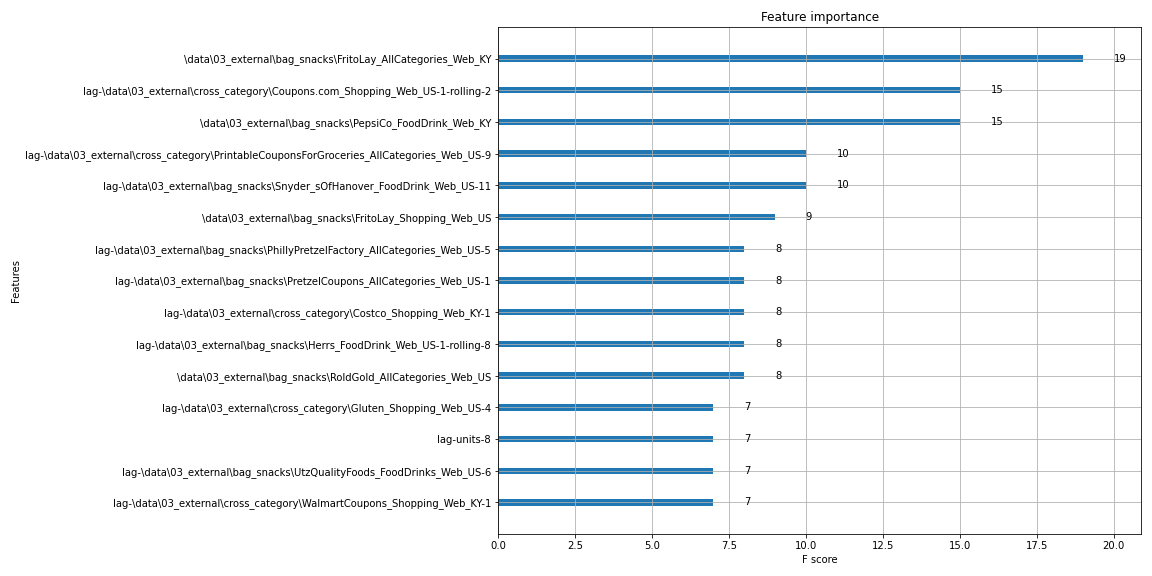 Feature importance
\data\03_external\bag_snacks\FritoLay_AllCategories_Web_KY
19
lag-\data\03_external\cross_category\Coupons.com_Shopping_Web_US-1-rolling-2
15
\data\03_external\bag_snacks\PepsiCo_FoodDrink_Web_KY
15
lag-\data\03_external\cross_category\PrintableCouponsForGroceries_AllCategories_Web_US-9
10
lag-\data\03_external\bag_snacks\Snyder_sOfHanover_FoodDrink_Web_US-11
10
\data\03_external\bag_snacks\FritoLay_Shopping_Web_US
9
lag-\data\03_external\bag_snacks\PhillyPretzelFactory_AllCategories_Web_US-5
8
lag-\data\03_external\bag_snacks\PretzelCoupons_AllCategories_Web_US-1
8
lag-\data\03_external\cross_category\Costco_Shopping_Web_KY-1
8
lag-\data\03_external\bag_snacks\Herrs_FoodDrink_Web_US-1-rolling-8
8
\data\03_external\bag_snacks\RoldGold_AllCategories_Web_US
8
lag-\data\03_external\cross_category\Gluten_Shopping_Web_US-4
7
lag-units-8
7
lag-\data\03_external\bag_snacks\UtzQualityFoods_FoodDrinks_Web_US-6
7
lag-\data\03_external\cross_category\WalmartCoupons_Shopping_Web_KY-1
7
Features
0.0 2.5 5.0 7.5 10.0 12.5 15.0 17.5 20.0
F score